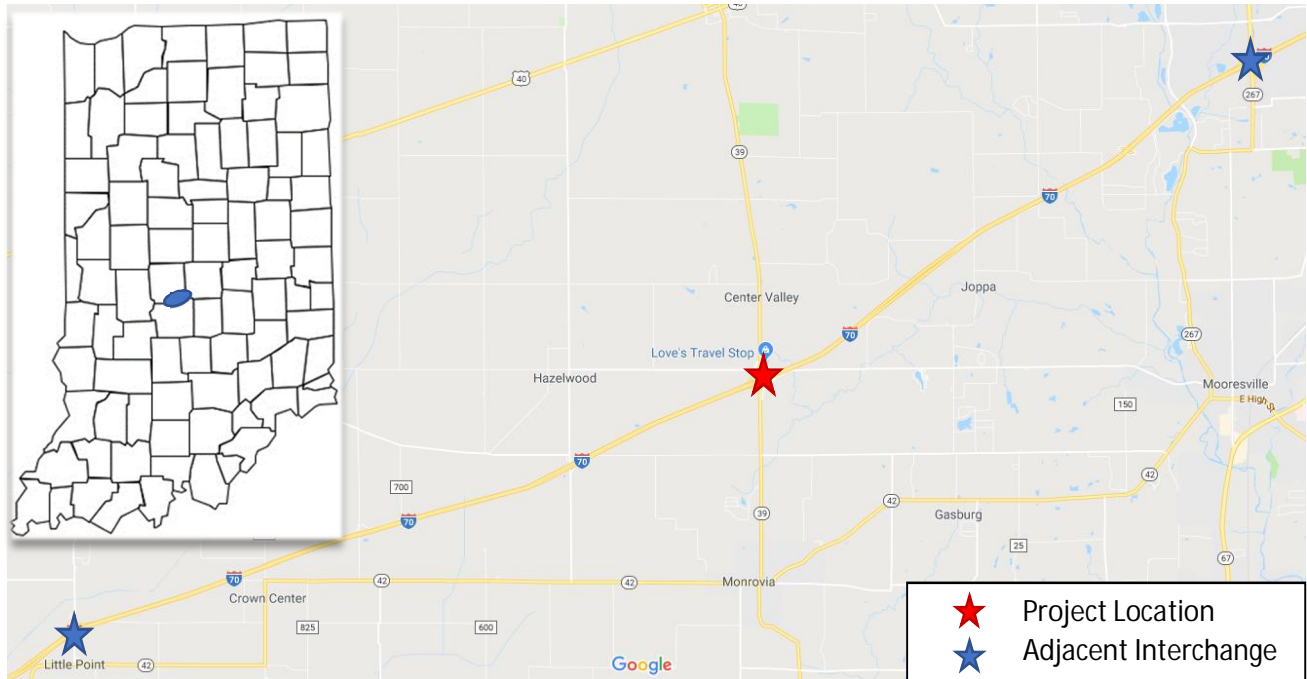 40
40
70
267
39
70
Center Valley
Joppa
70
267
Love's Travel Stop
Hazelwood
Mooresville
E High St
150
70
42
700
42
70
39
Gasburg
25
67
70
42
42
Monrovia
Crown Center
825
600
Little Point
42
Google
Project Location
Adjacent Interchange